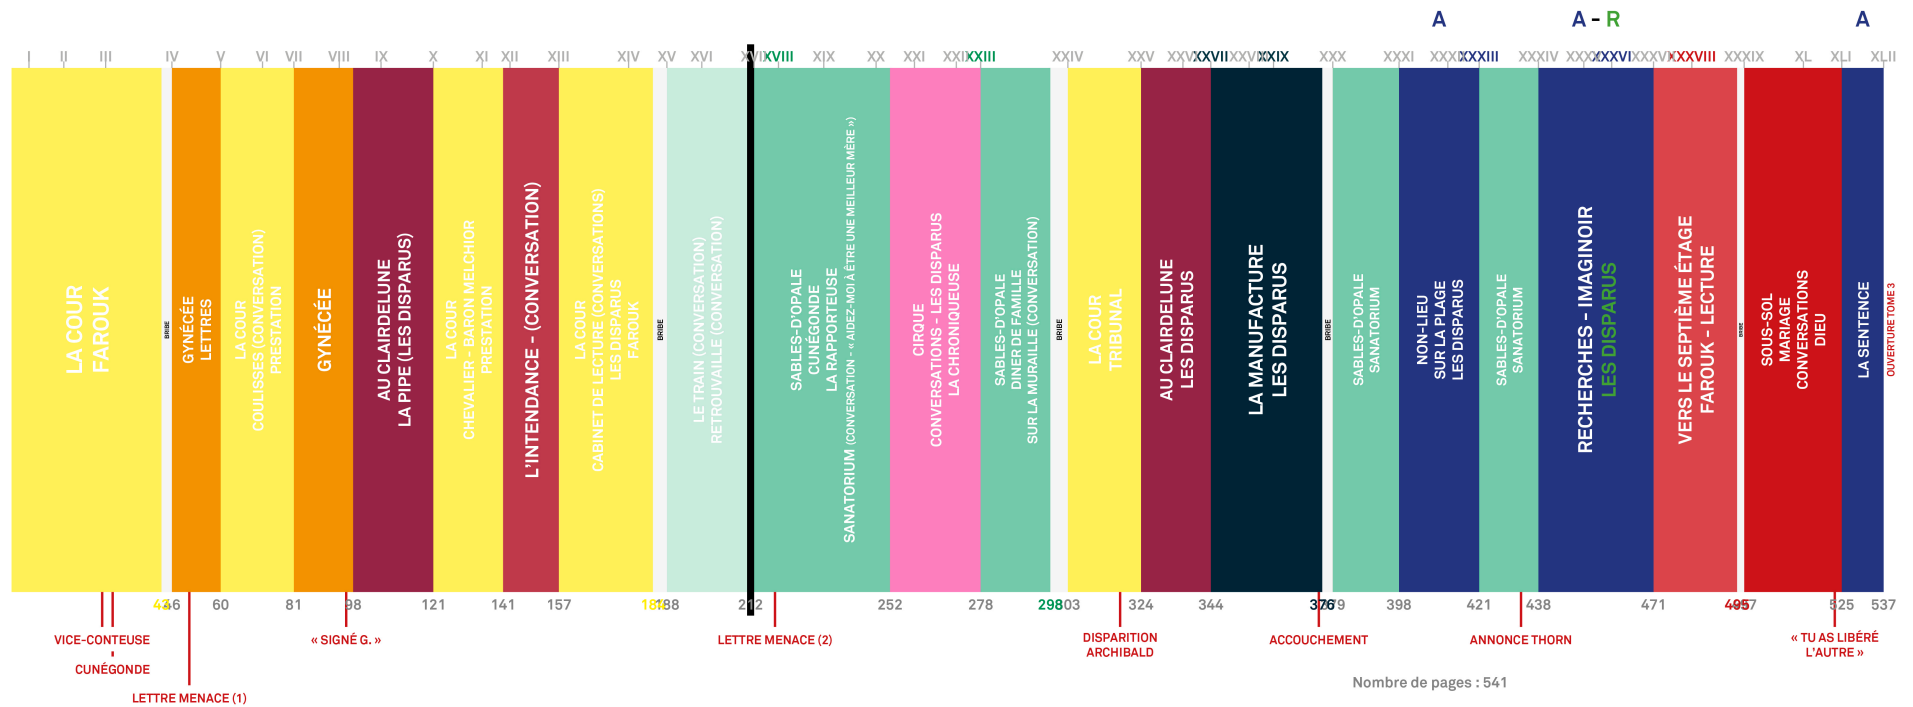 A
A - R
A
I
II
III
IV
V
VI
VII
VIII
IX
X
XI
XII
XIII
XIV
XV
XVI
XVIII
XIX
XX
XXI
XXIII
XXIV
XXV
XXVII
XXIX
XXX
XXXI
XXXIII
XXXIV
XXXVI
XXXVIII
XXXIX
XL
XLI
XLII
LA COUR
FAROUK
BRIBE
GYNÉCÉE
LETTRES
LA COUR
COULISSES (CONVERSATION)
PRESTATION
GYNÉCÉE
AU CLAIRDELUNE
LA PIPE (LES DISPARUS)
LA COUR
CHEVALIER - BARON MELCHIOR
PRESTATION
L'INTENDANCE - (CONVERSATION)
LA COUR
CABINET DE LECTURE (CONVERSATIONS)
LES DISPARUS
FAROUK
BRIBE
LE TRAIN (CONVERSATION)
RETROUVAILLE (CONVERSATION)
SABLES-D'OPALE
CUNÉGONDE
LA RAPPORTEUSE
SANATORIUM (CONVERSATION - « AIDEZ-MOI À ÊTRE UNE MEILLEUR MÈRE »)
CIRQUE
CONVERSATIONS - LES DISPARUS
LA CHRONIQUEUSE
SABLES-D'OPALE
DINER DE FAMILLE
SUR LA MURAILLE (CONVERSATION)
BRIBE
LA COUR
TRIBUNAL
AU CLAIRDELUNE
LES DISPARUS
LA MANUFACTURE
LES DISPARUS
BRIBE
SABLES-D'OPALE
SANATORIUM
NON-LIEU
SUR LA PLAGE
LES DISPARUS
SABLES-D'OPALE
SANATORIUM
RECHERCHES - IMAGINOIR
LES DISPARUS
VERS LE SEPTIÈME ÉTAGE
FAROUK - LECTURE
BRIBE
SOUS-SOL
MARIAGE
CONVERSATIONS
DIEU
LA SENTENCE
OUVERTURE TOME 3
60
81
98
121
141
157
188
212
252
278
298
324
344
376
398
421
438
471
525
537
VICE-CONTEUSE
CUNÉGONDE
LETTRE MENACE (1)
« SIGNÉ G. »
LETTRE MENACE (2)
DISPARITION
ARCHIBALD
ACCOUCHEMENT
ANNONCE THORN
« TU AS LIBÉRÉ
L'AUTRE »
Nombre de pages : 541